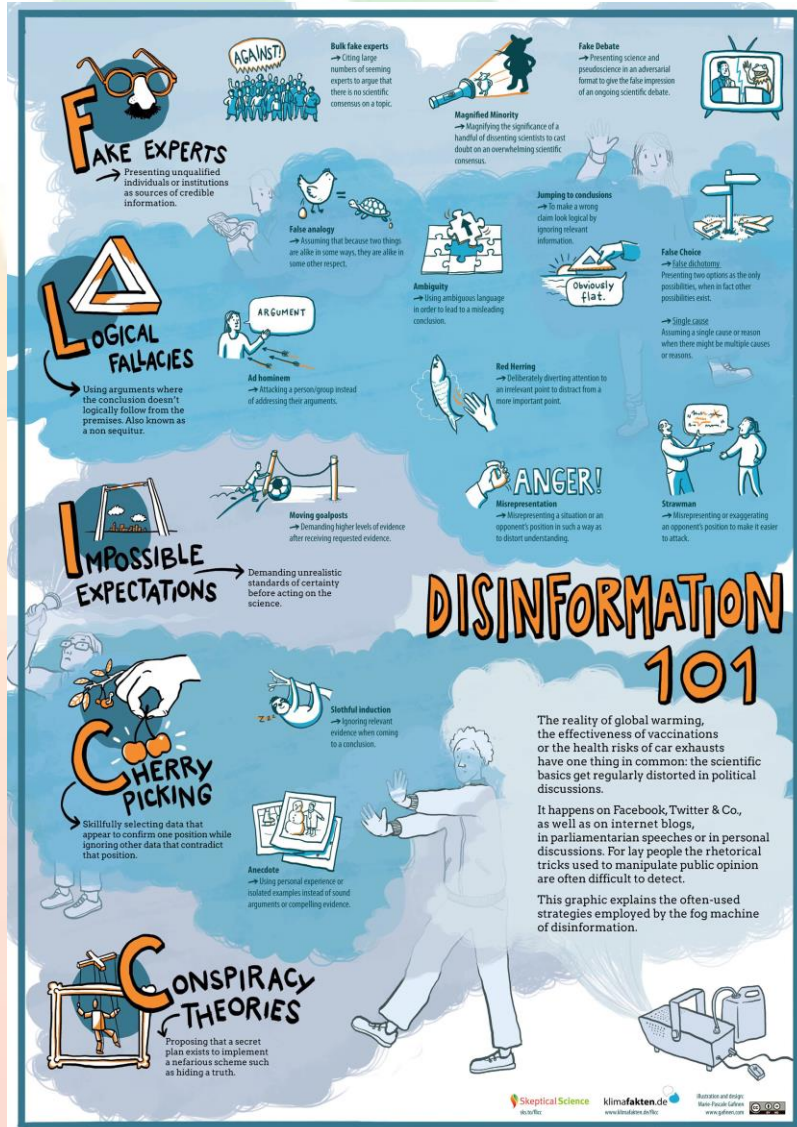 AGAINST!
Bulk fake experts
→ Citing large
numbers of seeming
experts to argue that
there is no scientific
consensus on a topic.
Magnified Minority
→ Magnifying the significance of a
handful of dissenting scientists to cast
doubt on an overwhelming scientific
consensus.
Fake Debate
→ Presenting science and
pseudoscience in an adversarial
format to give the false impression
of an ongoing scientific debate.
FAKE EXPERTS
→ Presenting unqualified
individuals or institutions
as sources of credible
information.
False analogy
→ Assuming that because two things
are alike in some ways, they are alike in
some other respect.
Ambiguity
→ Using ambiguous language
in order to lead to a misleading
conclusion.
Jumping to conclusions
→ To make a wrong
claim look logical by
ignoring relevant
information.
Obviously
flat.
False Choice
→ False dichotomy
Presenting two options as the only
possibilities, when in fact other
possibilities exist.
→ Single cause
Assuming a single cause or reason
when there might be multiple causes
or reasons.
LOGICAL
FALLACIES
Using arguments where
the conclusion doesn't
logically follow from the
premises. Also known as
a non sequitur.
ARGUMENT
Ad hominem
→ Attacking a person/group instead
of addressing their arguments.
Red Herring
→ Deliberately diverting attention to
an irrelevant point to distract from a
more important point.
ANGER!
Misrepresentation
→ Misrepresenting a situation or an
opponent's position in such a way as
to distort understanding.
Strawman
→ Misrepresenting or exaggerating
an opponent's position to make it easier
to attack.
IMPOSSIBLE
EXPECTATIONS
→ Demanding unrealistic
standards of certainty
before acting on the
science.
Moving goalposts
→ Demanding higher levels of evidence
after receiving requested evidence.
DISINFORMATION
101
The reality of global warming,
the effectiveness of vaccinations
or the health risks of car exhausts
have one thing in common: the scientific
basics get regularly distorted in political
discussions.
It happens on Facebook, Twitter & Co.,
as well as on internet blogs,
in parliamentarian speeches or in personal
discussions. For lay people the rhetorical
tricks used to manipulate public opinion
are often difficult to detect.
This graphic explains the often-used
strategies employed by the fog machine
of disinformation.
CHERRY
PICKING
Skillfully selecting data that
appear to confirm one position while
ignoring other data that contradict
that position.
zzz
Slothful induction
→ Ignoring relevant
evidence when coming
to a conclusion.
Anecdote
→ Using personal experience or
isolated examples instead of sound
arguments or compelling evidence.
CONSPIRACY
THEORIES
Proposing that a secret
plan exists to implement
a nefarious scheme such
as hiding a truth.
Skeptical Science
sks.to/flicc
klimafakten.de
www.klimafakten.de/flicc
Illustration and design:
Marie-Pascale Gafinen
www.gafinen.com